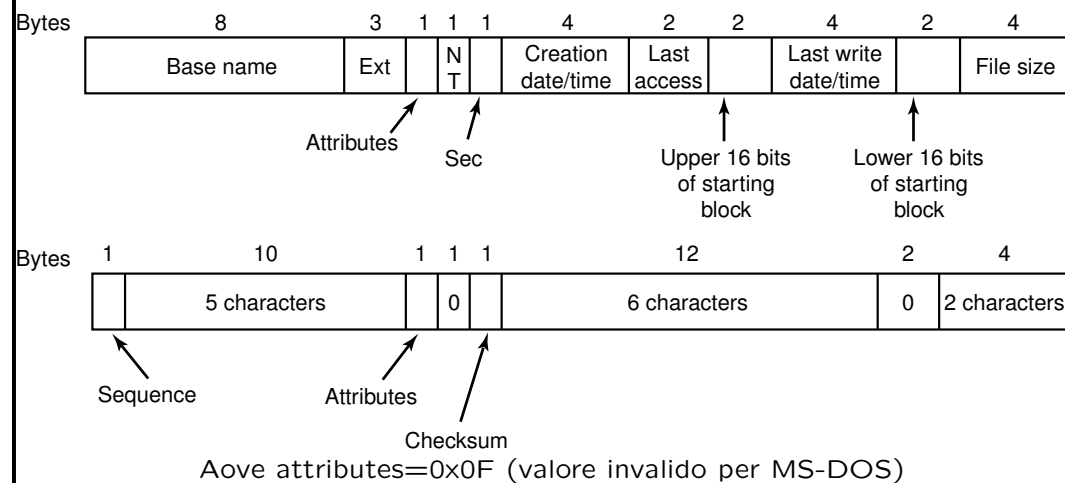 Bytes 8 3 1 1 1 4 2 2 4 2 4
Base name Ext N T Creation date/time Last access Last write date/time File size
Attributes Sec Upper 16 bits of starting block Lower 16 bits of starting block
Bytes 1 10 1 1 1 12 2 4
5 characters 0 6 characters 0 2 characters
Sequence Attributes
Checksum
Aove attributes=0x0F (valore invalido per MS-DOS)